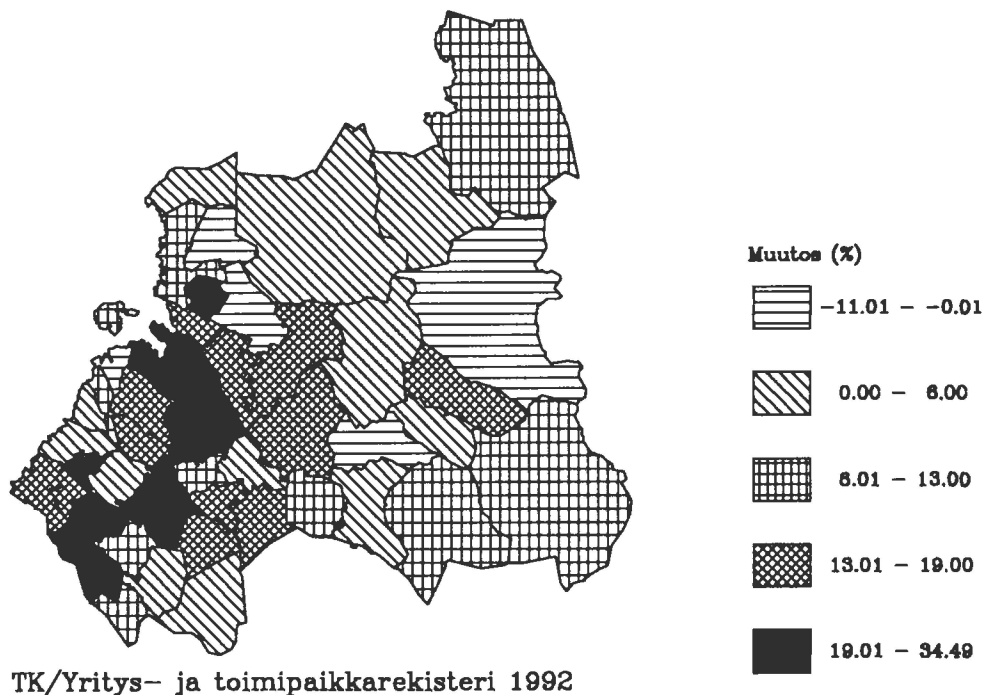 Muutos (%)
-11.01 - -0.01
0.00 - 6.00
6.01 - 13.00
13.01 - 19.00
19.01 - 34.49
TK/Yritys- ja toimipaikkarekisteri 1992